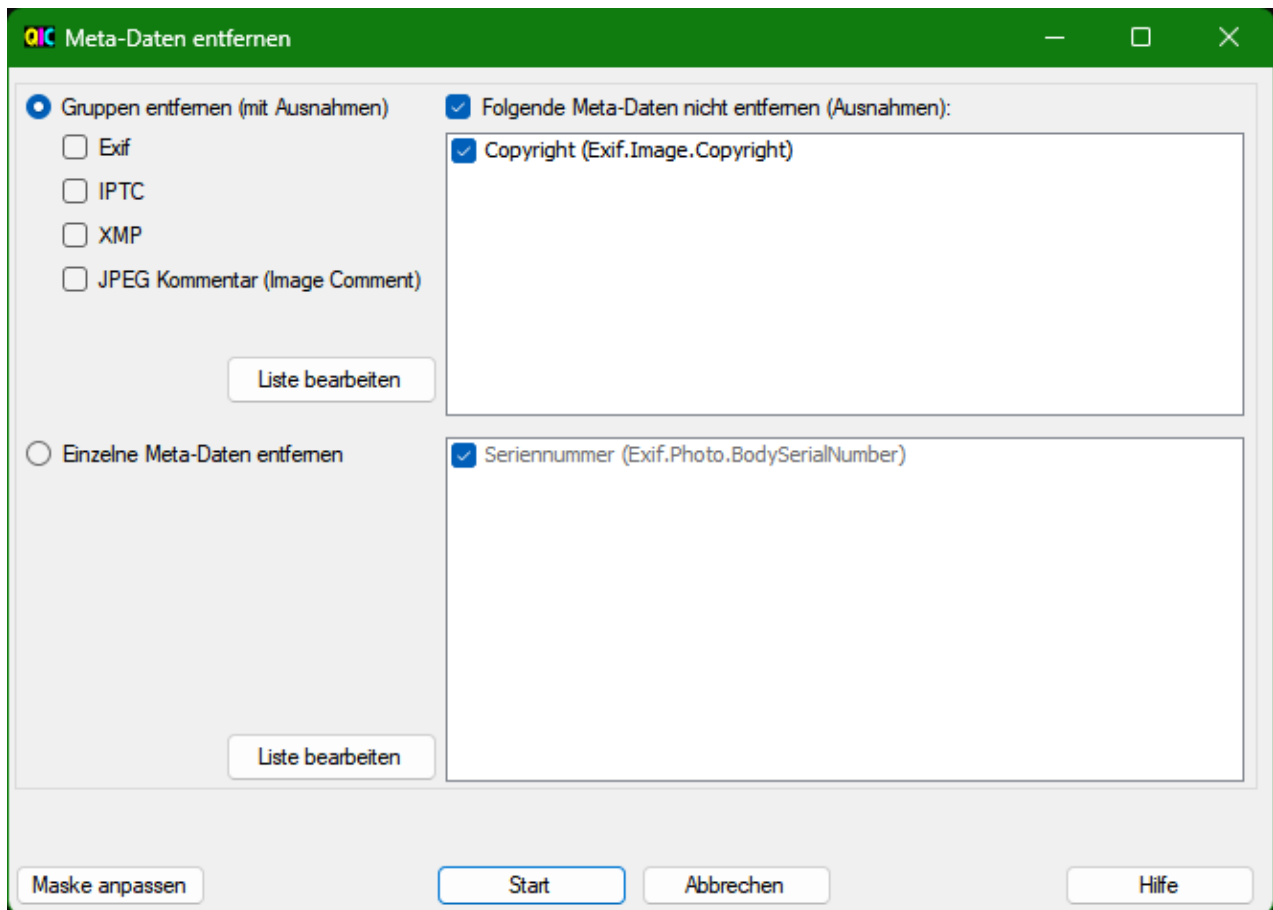 QIC Meta-Daten entfernen
Gruppen entfernen (mit Ausnahmen)
Exif
IPTC
XMP
JPEG Kommentar (Image Comment)
Liste bearbeiten
Folgende Meta-Daten nicht entfernen (Ausnahmen):
Copyright (Exif.Image.Copyright)
Einzelne Meta-Daten entfernen
Liste bearbeiten
Seriennummer (Exif.Photo.BodySerialNumber)
Maske anpassen
Start
Abbrechen
Hilfe